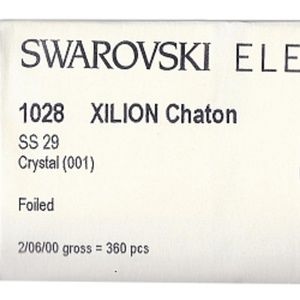 SWAROVSKI ELE
1028 XILION Chaton
SS 29
Crystal (001)
Foiled
2/06/00 gross = 360 pcs